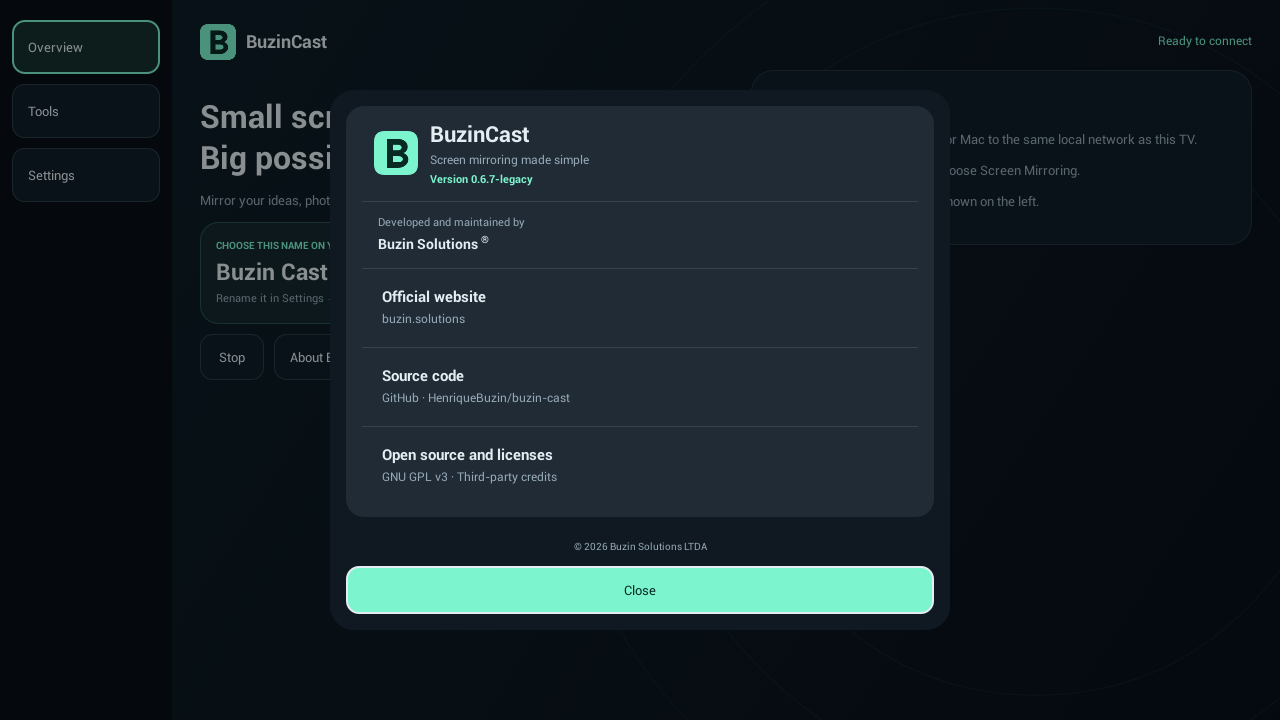 Overview
Tools
Settings
B BuzinCast
Ready to connect
Small scr
Big possi
Mirror your ideas, phot
CHOOSE THIS NAME ON
Buzin Cast
Rename it in Settings
Stop
About
or Mac to the same local network as this TV.
Screen Mirroring.
on the left.
B
BuzinCast
Screen mirroring made simple
Version 0.6.7-legacy
Developed and maintained by
Buzin Solutions ®
Official website
buzin.solutions
Source code
GitHub · HenriqueBuzin/buzin-cast
Open source and licenses
GNU GPL v3 · Third-party credits
© 2026 Buzin Solutions LTDA
Close